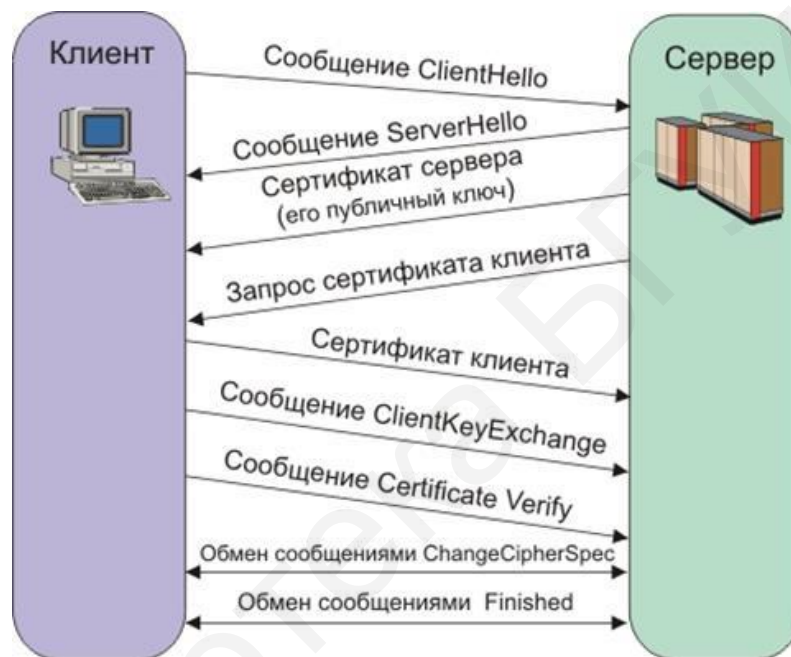 Клиент
Сервер
Сообщение ClientHello
Сообщение ServerHello
Сертификат сервера
(его публичный ключ)
Запрос сертификата клиента
Сертификат клиента
Сообщение ClientKeyExchange
Сообщение Certificate Verify
Обмен сообщениями ChangeCipherSpec
Обмен сообщениями Finished